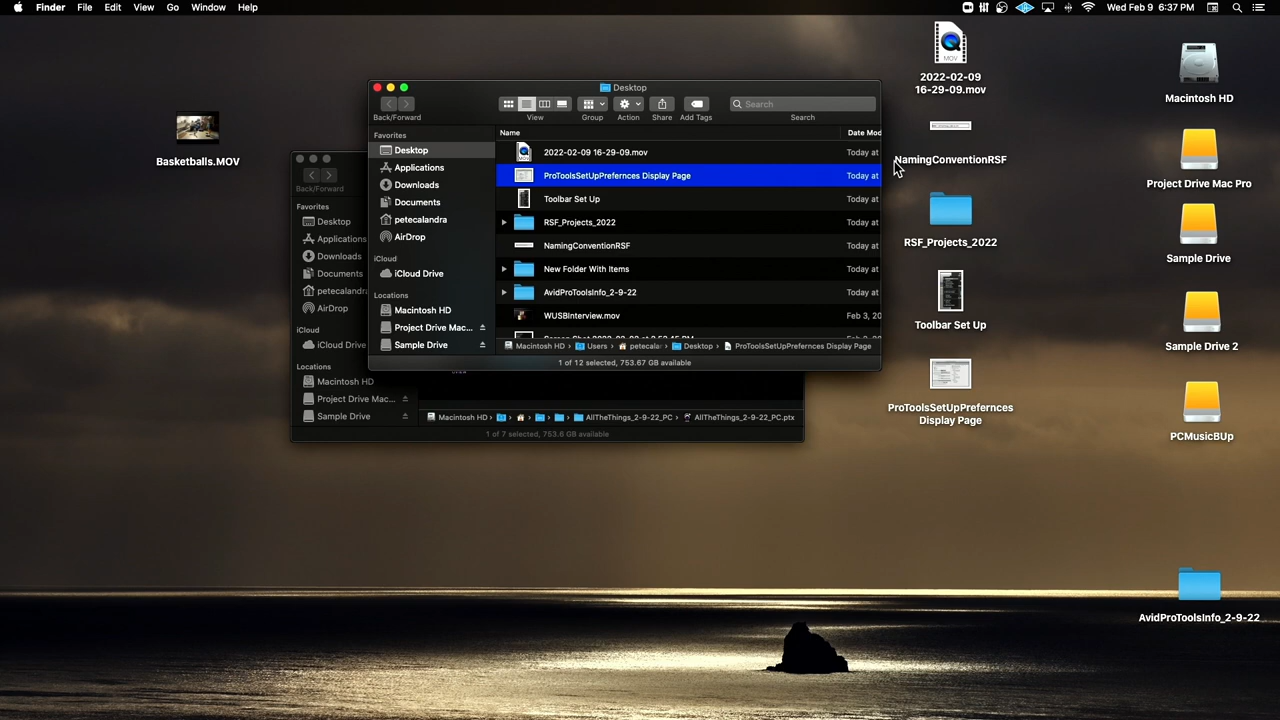 Finder File Edit View Go Window Help
Wed Feb 9 6:37 PM
MOV
2022-02-09
16-29-09.mov
Macintosh HD
Desktop
Search
Back/Forward
View
Group
Action
Share
Add Tags
Search
Favorites
Desktop
Applications
Downloads
Documents
petecalandra
AirDrop
iCloud
iCloud Drive
Locations
Macintosh HD
Project Drive Mac...
Sample Drive
Name
Date Mod
2022-02-09 16-29-09.mov
Today at
ProToolsSetUpPrefernces Display Page
Today at
Toolbar Set Up
Today at
RSF_Projects_2022
Today at
NamingConventionRSF
Today at
New Folder With Items
Today at
AvidProToolsInfo_2-9-22
Today at
WUSBInterview.mov
Feb 3, 20
Macintosh HD
Users
petecala
Desktop
ProToolsSetUpPrefernces Display Page
1 of 12 selected, 753.67 GB available
Basketballs.MOV
Back/Forward
Favorites
Desktop
Applications
Downloads
Documents
petecalandra
AirDrop
iCloud
iCloud Drive
Locations
Macintosh HD
Project Drive Mac...
Sample Drive
Macintosh HD
AllTheThings_2-9-22_PC
AllTheThings_2-9-22_PC.ptx
1 of 7 selected, 753.6 GB available
NamingConventionRSF
Project Drive Mac Pro
RSF_Projects_2022
Sample Drive
Toolbar Set Up
Sample Drive 2
ProToolsSetUpPrefernces
Display Page
PCMusicBUp
AvidProToolsInfo_2-9-22